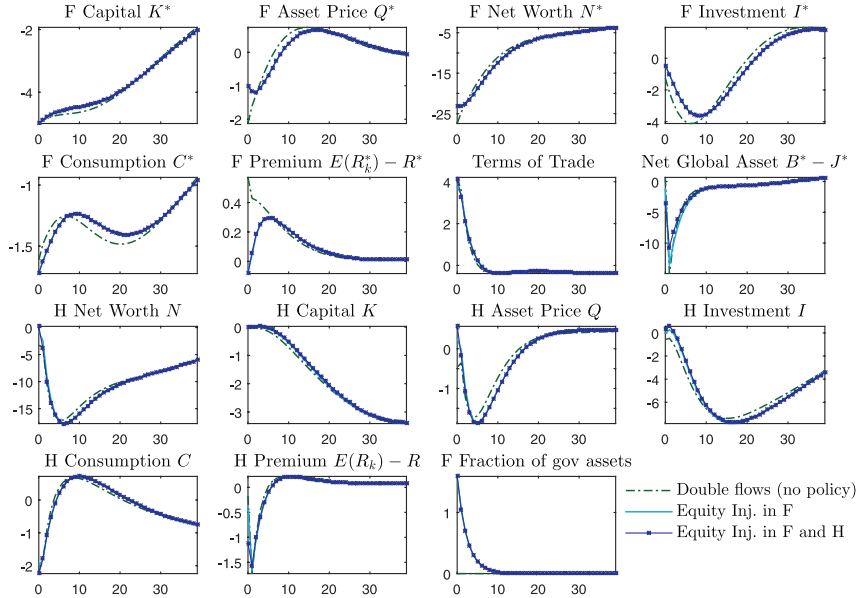 F Capital K* F Asset Price Q* F Net Worth N* F Investment I*
-2
-4
0 10 20 30
0
-1
-2
0 10 20 30
-5
-15
-25
0 10 20 30
0
-2
-4
0 10 20 30
F Consumption C* F Premium E(R*k) − R* Terms of Trade Net Global Asset B* − J*
-1
-1.5
0 10 20 30
0.4
0.2
0
0 10 20 30
4
2
0
0 10 20 30
0
-5
-10
0 10 20 30
H Net Worth N H Capital K H Asset Price Q H Investment I
0
-5
-10
-15
0 10 20 30
0
-1
-2
-3
0 10 20 30
0
-1
0 10 20 30
0
-2
-4
-6
0 10 20 30
H Consumption C H Premium E(Rk) − R F Fraction of gov assets
0
-1
-2
0 10 20 30
0
-0.5
-1
-1.5
0 10 20 30
1
0
0 10 20 30
Double flows (no policy)
Equity Inj. in F
Equity Inj. in F and H